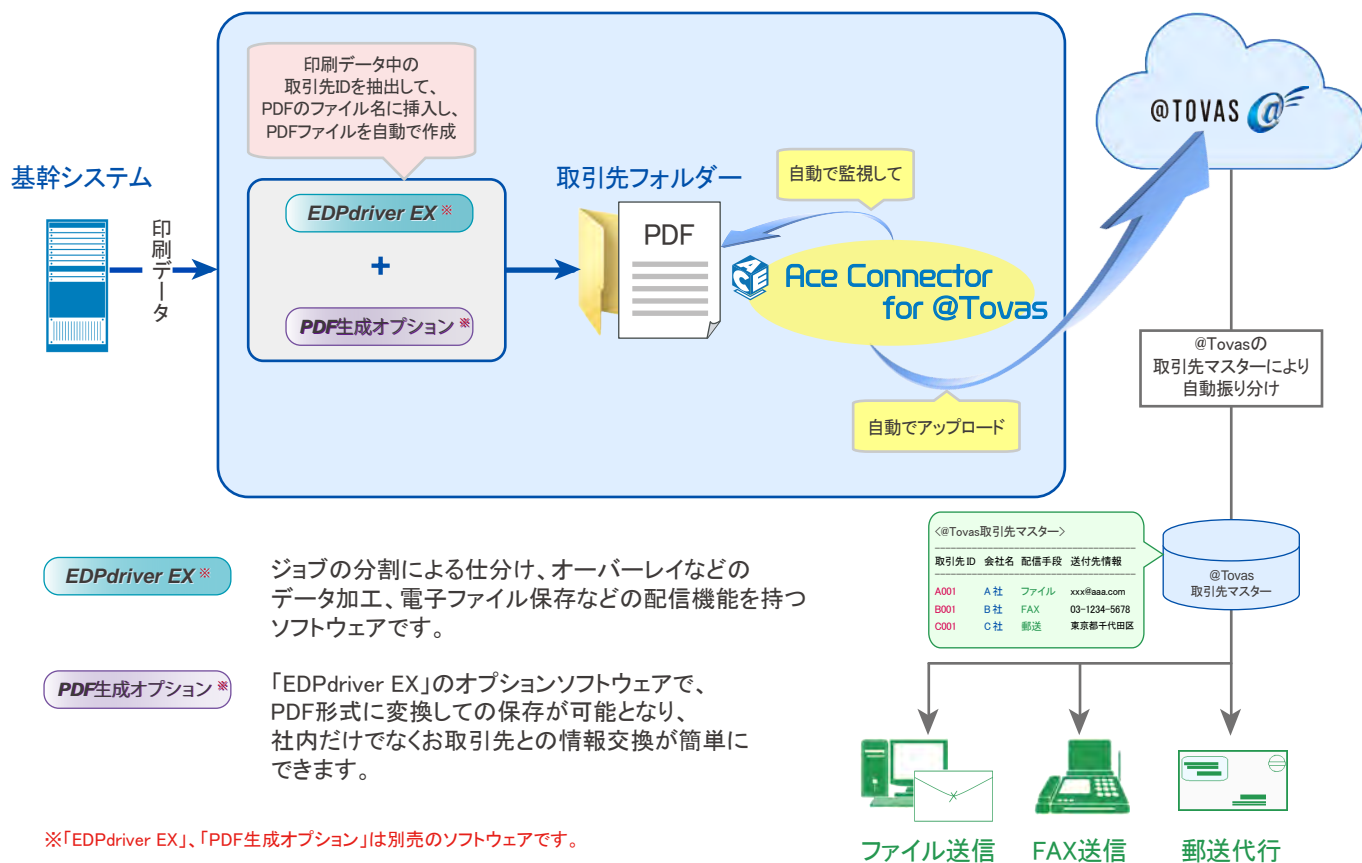 印刷データ中の
取引先IDを抽出して、
PDFのファイル名に挿入し、
PDFファイルを自動で作成
@TOVAS @
基幹システム
印刷データ
EDPdriver EX ※
+
PDF生成オプション ※
取引先フォルダー
PDF
自動で監視して
ACE
Ace Connector
for @Tovas
自動でアップロード
@Tovasの
取引先マスターにより
自動振り分け
<@Tovas取引先マスター>
取引先ID 会社名 配信手段 送付先情報
A001 A社 ファイル xxx@aaa.com
B001 B社 FAX 03-1234-5678
C001 C社 郵送 東京都千代田区
@Tovas
取引先マスター
EDPdriver EX ※
ジョブの分割による仕分け、オーバーレイなどの
データ加工、電子ファイル保存などの配信機能を持つ
ソフトウェアです。
PDF生成オプション ※
「EDPdriver EX」のオプションソフトウェアで、
PDF形式に変換しての保存が可能となり、
社内だけでなくお取引先との情報交換が簡単に
できます。
※「EDPdriver EX」、「PDF生成オプション」は別売のソフトウェアです。
ファイル送信
FAX送信
郵送代行